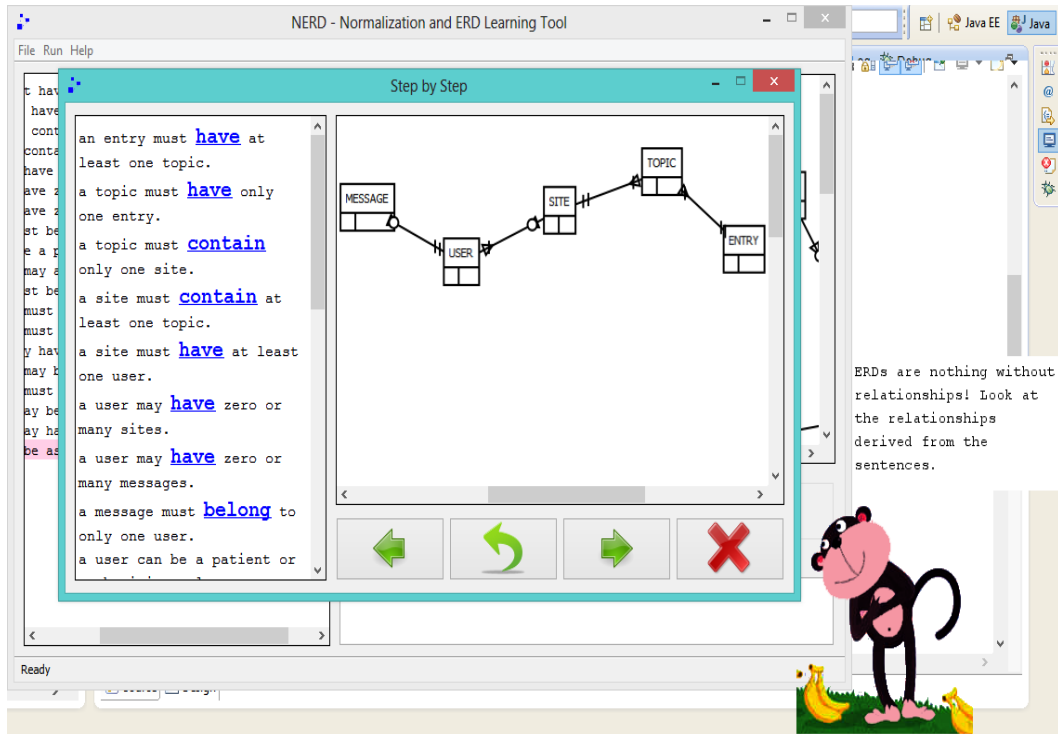 NERD - Normalization and ERD Learning Tool
Java EE
Java
File Run Help
Step by Step
an entry must have at
least one topic.
a topic must have only
one entry.
a topic must contain
only one site.
a site must contain at
least one topic.
a site must have at least
one user.
a user may have zero or
many sites.
a user may have zero or
many messages.
a message must belong to
only one user.
a user can be a patient or
MESSAGE
USER
SITE
TOPIC
ENTRY
ERDs are nothing without
relationships! Look at
the relationships
derived from the
sentences.
Ready